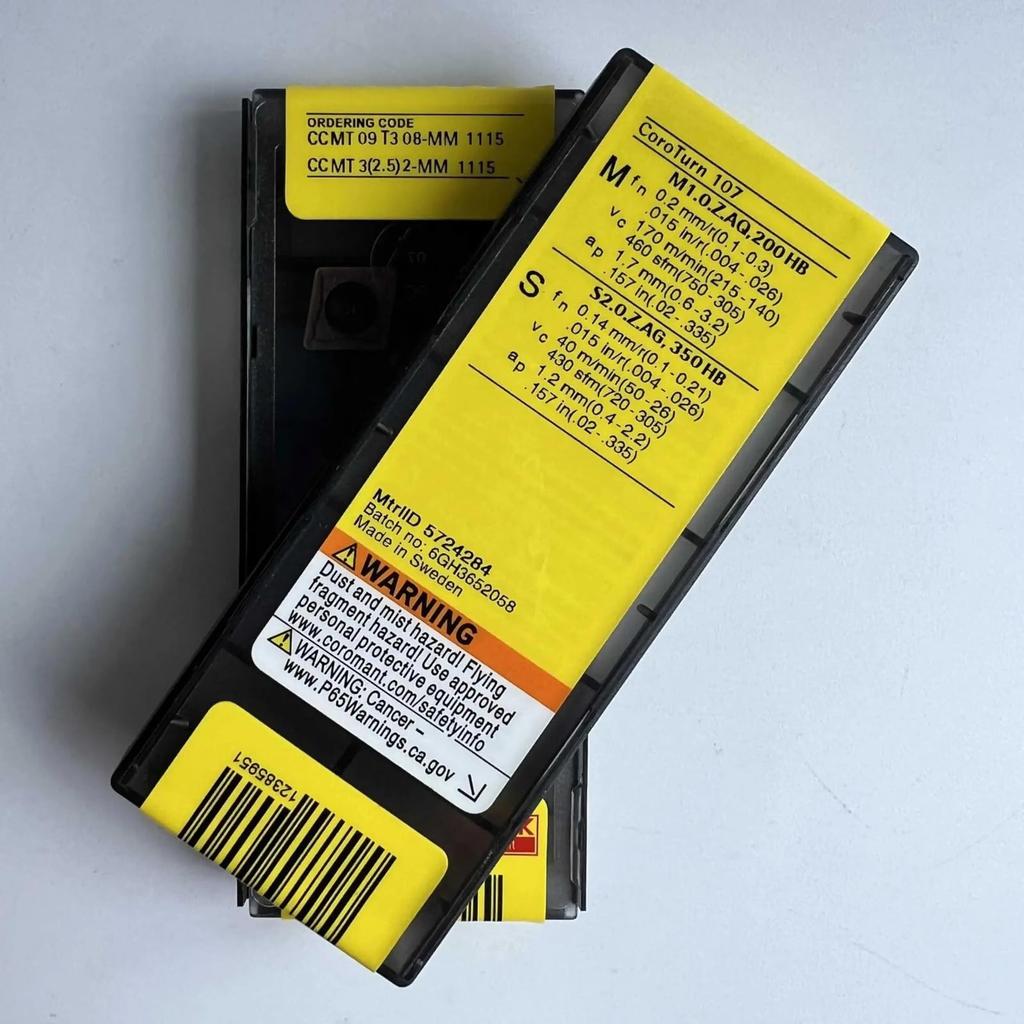 ORDERING CODE
CCMT 09 T3 08-MM 1115
CCMT 3(2.5)2-MM 1115
CoroTurn 107
M M1.0.Z.AQ,200HB
fn 0.2 mm/r(0.1-0.3)
.015 in/r(.004-.026)
vc 170 m/min(215-140)
460 sfm(750-305)
ap 1.7 mm(0.6-3.2)
.157 in(.02-.335)
S S2.0.Z.AG, 350HB
fn 0.14 mm/r(0.1-0.21)
.015 in/r(.004-.026)
vc 40 m/min(50-26)
430 sfm(720-305)
ap 1.2 mm(0.4-2.2)
.157 in(.02-.335)
MtrlID 5724284
Batch no: 6GH3652058
Made in Sweden
WARNING
Dust and mist hazard! Flying
fragment hazard! Use approved
personal protective equipment
www.coromant.com/safetyinfo
WARNING: Cancer –
www.P65Warnings.ca.gov
12385951